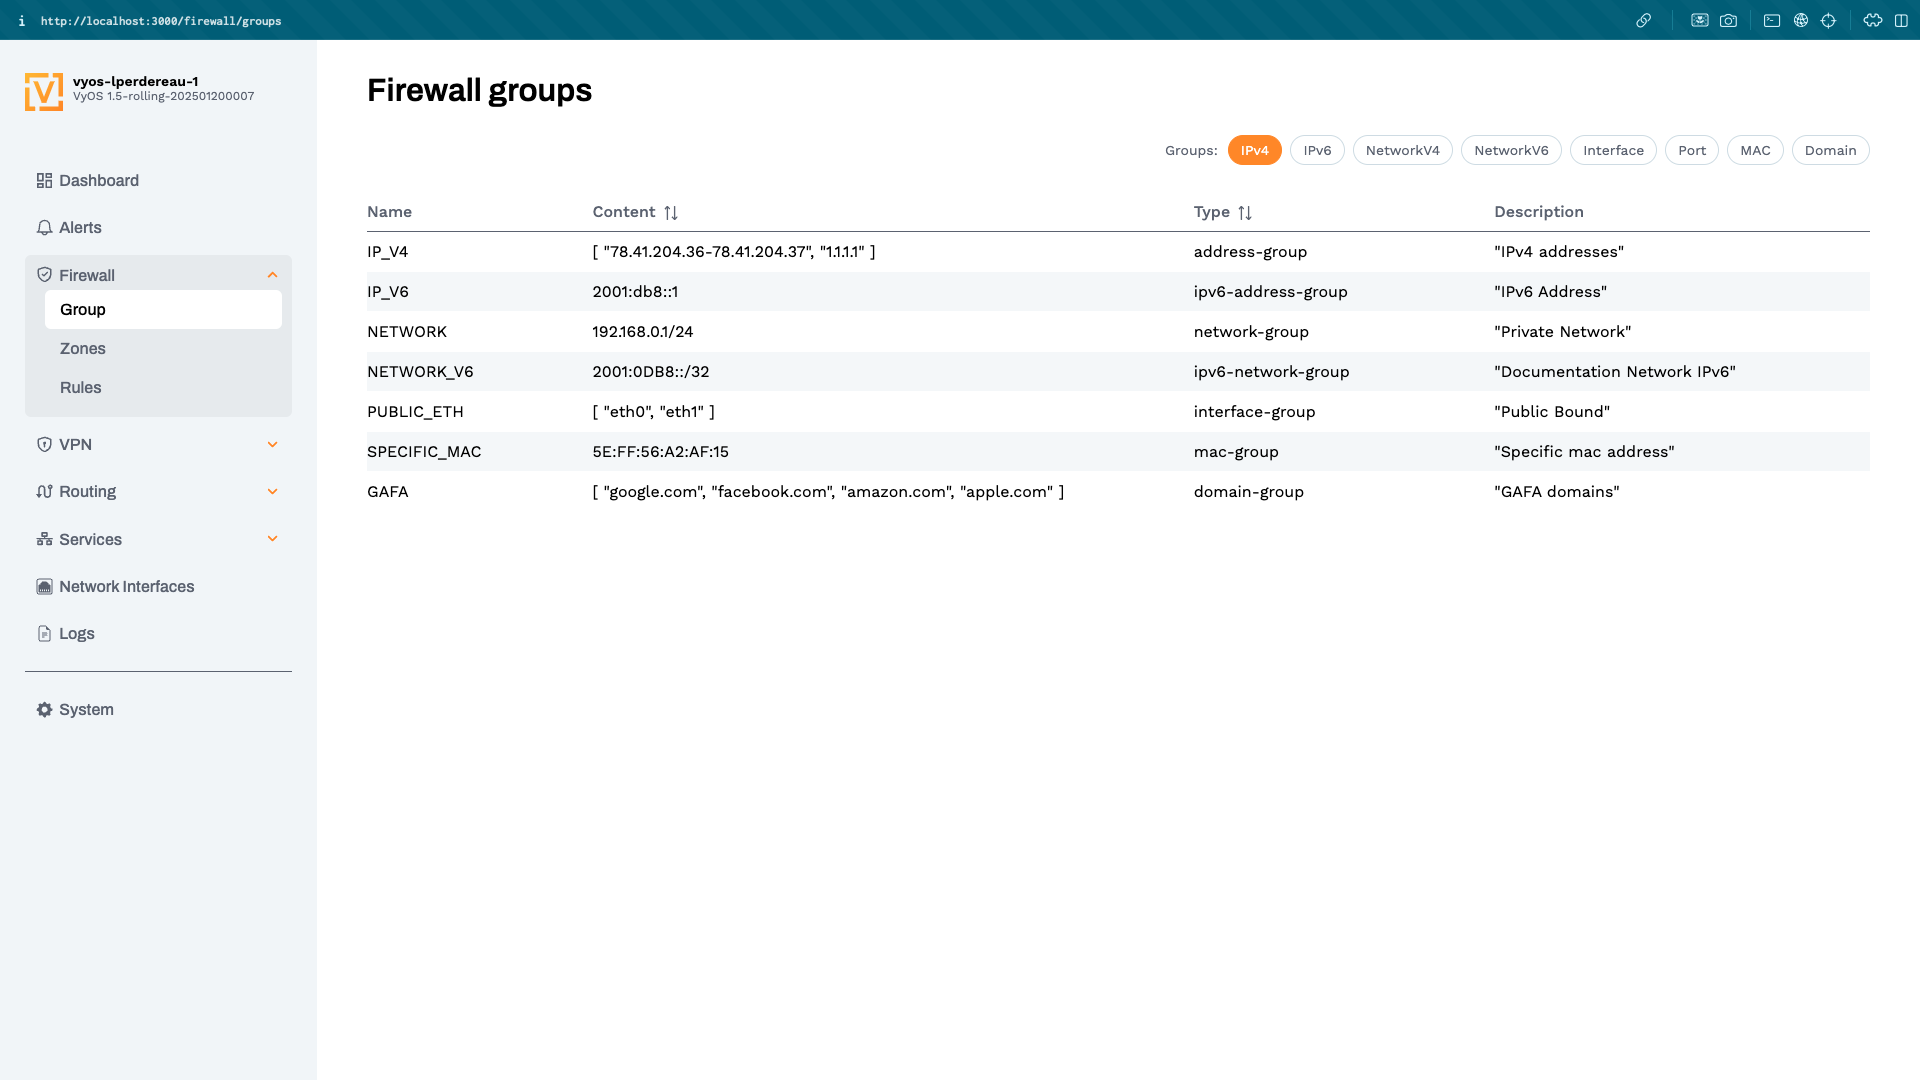 i http://localhost:3000/firewall/groups
vyos-lperdereau-1
VyOS 1.5-rolling-202501200007
Dashboard
Alerts
Firewall
Group
Zones
Rules
VPN
Routing
Services
Network Interfaces
Logs
System
Firewall groups
Groups: IPv4 IPv6 NetworkV4 NetworkV6 Interface Port MAC Domain
Name Content Type Description
IP_V4 [ "78.41.204.36-78.41.204.37", "1.1.1.1" ] address-group "IPv4 addresses"
IP_V6 2001:db8::1 ipv6-address-group "IPv6 Address"
NETWORK 192.168.0.1/24 network-group "Private Network"
NETWORK_V6 2001:0DB8::/32 ipv6-network-group "Documentation Network IPv6"
PUBLIC_ETH [ "eth0", "eth1" ] interface-group "Public Bound"
SPECIFIC_MAC 5E:FF:56:A2:AF:15 mac-group "Specific mac address"
GAFA [ "google.com", "facebook.com", "amazon.com", "apple.com" ] domain-group "GAFA domains"